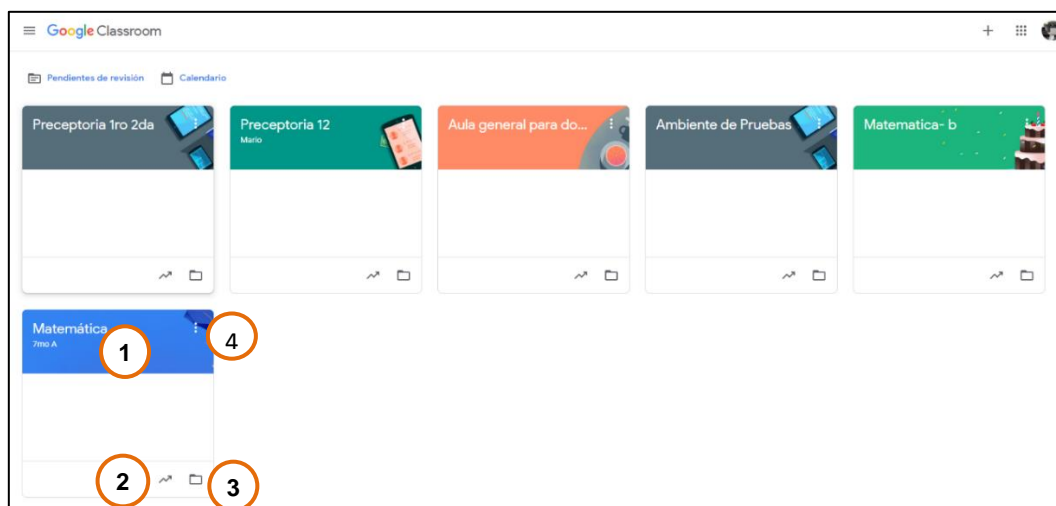 Google Classroom
Pendientes de revisión Calendario
Preceptoria 1ro 2da
Preceptoria 12
Mario
Aula general para do...
Ambiente de Pruebas
Matematica- b
Matemática
7mo A
1
4
2
3